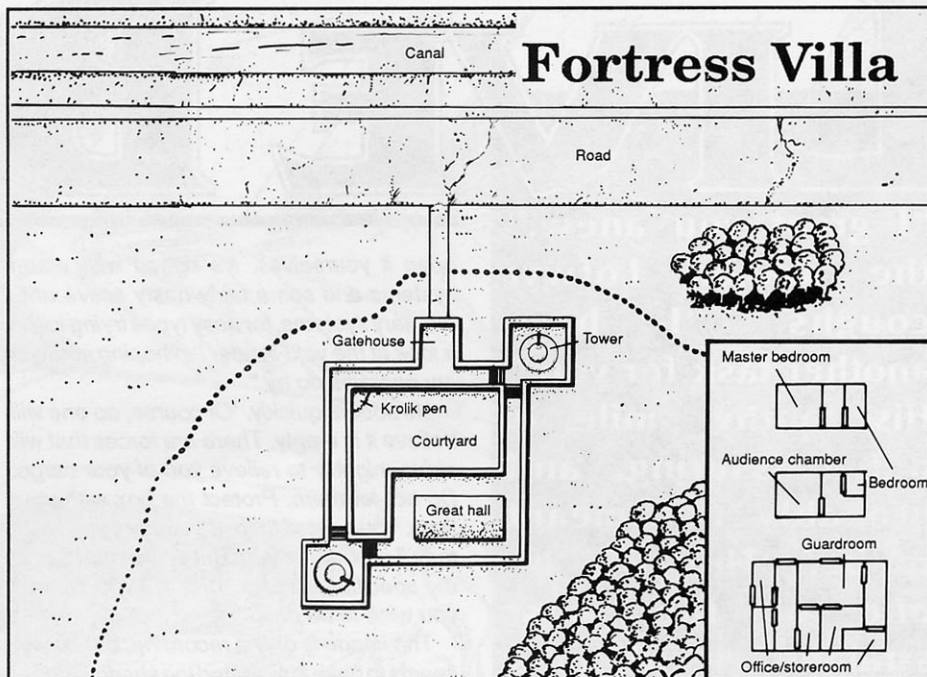 Canal
Fortress Villa
Road
Gatehouse
Tower
Krolik pen
Courtyard
Great hall
Master bedroom
Audience chamber
Bedroom
Guardroom
Office/storeroom